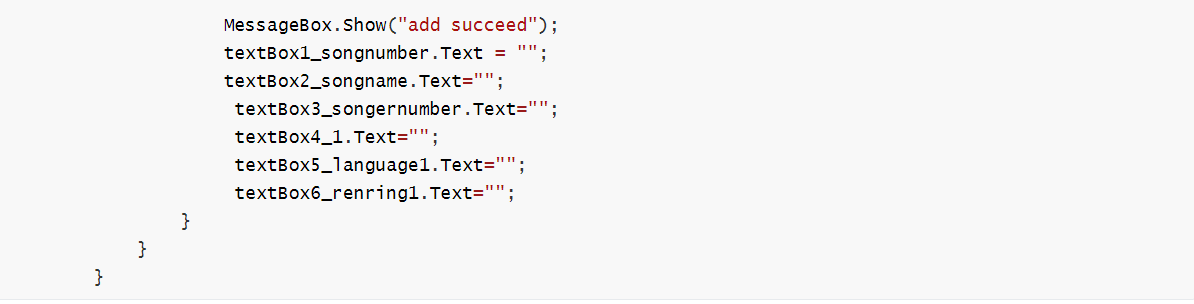 MessageBox.Show("add succeed");
textBox1_songnumber.Text = "";
textBox2_songname.Text="";
textBox3_songernumber.Text="";
textBox4_1.Text="";
textBox5_language1.Text="";
textBox6_renring1.Text="";
}
}
}